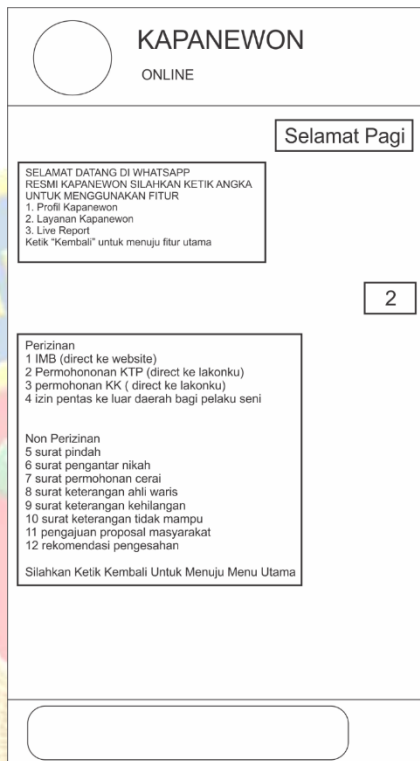 KAPANEWON
ONLINE
Selamat Pagi
SELAMAT DATANG DI WHATSAPP
RESMI KAPANEWON SILAHKAN KETIK ANGKA
UNTUK MENGGUNAKAN FITUR
1. Profil Kapanewon
2. Layanan Kapanewon
3. Live Report
Ketik "Kembali" untuk menuju fitur utama
2
Perizinan
1 IMB (direct ke website)
2 Permohononan KTP (direct ke lakonku)
3 permohonan KK ( direct ke lakonku)
4 izin pentas ke luar daerah bagi pelaku seni
Non Perizinan
5 surat pindah
6 surat pengantar nikah
7 surat permohonan cerai
8 surat keterangan ahli waris
9 surat keterangan kehilangan
10 surat keterangan tidak mampu
11 pengajuan proposal masyarakat
12 rekomendasi pengesahan
Silahkan Ketik Kembali Untuk Menuju Menu Utama